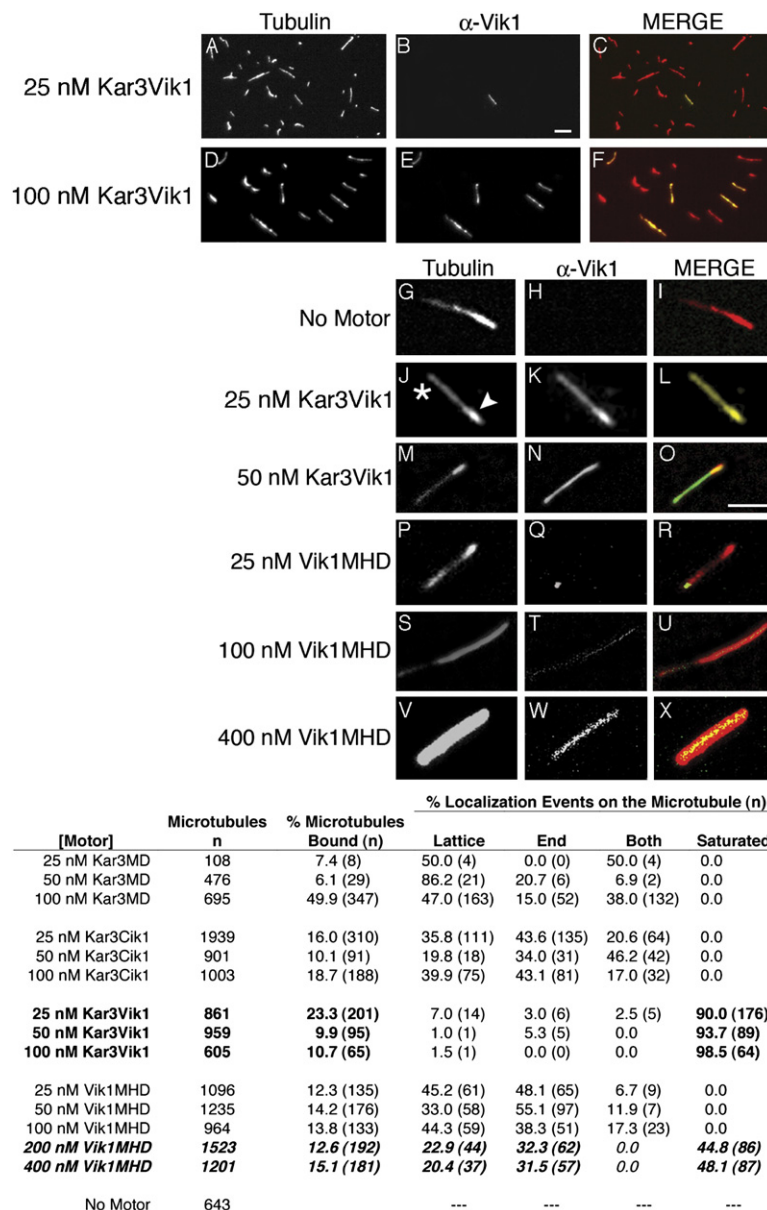 Tubulin α-Vik1 MERGE
25 nM Kar3Vik1 A B C
100 nM Kar3Vik1 D E F
Tubulin α-Vik1 MERGE
No Motor G H I
25 nM Kar3Vik1 J * K L
50 nM Kar3Vik1 M N O
25 nM Vik1MHD P Q R
100 nM Vik1MHD S T U
400 nM Vik1MHD V W X
% Localization Events on the Microtubule (n)
Microtubules % Microtubules
[Motor] n Bound (n) Lattice End Both Saturated
25 nM Kar3MD 108 7.4 (8) 50.0 (4) 0.0 (0) 50.0 (4) 0.0
50 nM Kar3MD 476 6.1 (29) 86.2 (21) 20.7 (6) 6.9 (2) 0.0
100 nM Kar3MD 695 49.9 (347) 47.0 (163) 15.0 (52) 38.0 (132) 0.0
25 nM Kar3Cik1 1939 16.0 (310) 35.8 (111) 43.6 (135) 20.6 (64) 0.0
50 nM Kar3Cik1 901 10.1 (91) 19.8 (18) 34.0 (31) 46.2 (42) 0.0
100 nM Kar3Cik1 1003 18.7 (188) 39.9 (75) 43.1 (81) 17.0 (32) 0.0
25 nM Kar3Vik1 861 23.3 (201) 7.0 (14) 3.0 (6) 2.5 (5) 90.0 (176)
50 nM Kar3Vik1 959 9.9 (95) 1.0 (1) 5.3 (5) 0.0 93.7 (89)
100 nM Kar3Vik1 605 10.7 (65) 1.5 (1) 0.0 (0) 0.0 98.5 (64)
25 nM Vik1MHD 1096 12.3 (135) 45.2 (61) 48.1 (65) 6.7 (9) 0.0
50 nM Vik1MHD 1235 14.2 (176) 33.0 (58) 55.1 (97) 11.9 (7) 0.0
100 nM Vik1MHD 964 13.8 (133) 44.3 (59) 38.3 (51) 17.3 (23) 0.0
200 nM Vik1MHD 1523 12.6 (192) 22.9 (44) 32.3 (62) 0.0 44.8 (86)
400 nM Vik1MHD 1201 15.1 (181) 20.4 (37) 31.5 (57) 0.0 48.1 (87)
No Motor 643 --- --- --- ---